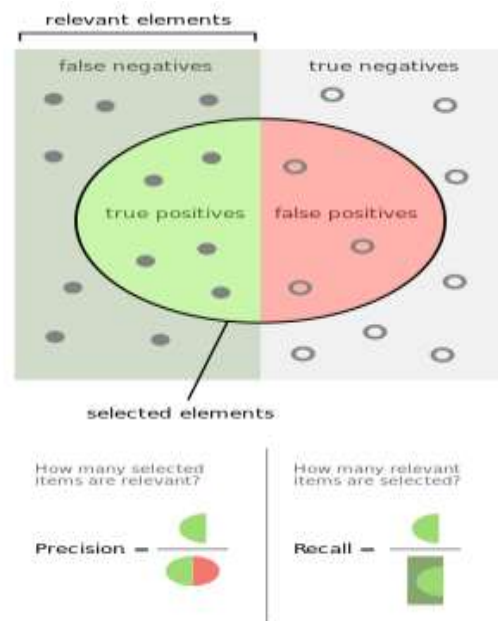 relevant elements
false negatives
true negatives
true positives
false positives
selected elements
How many selected
items are relevant?
Precision =
How many relevant
items are selected?
Recall =